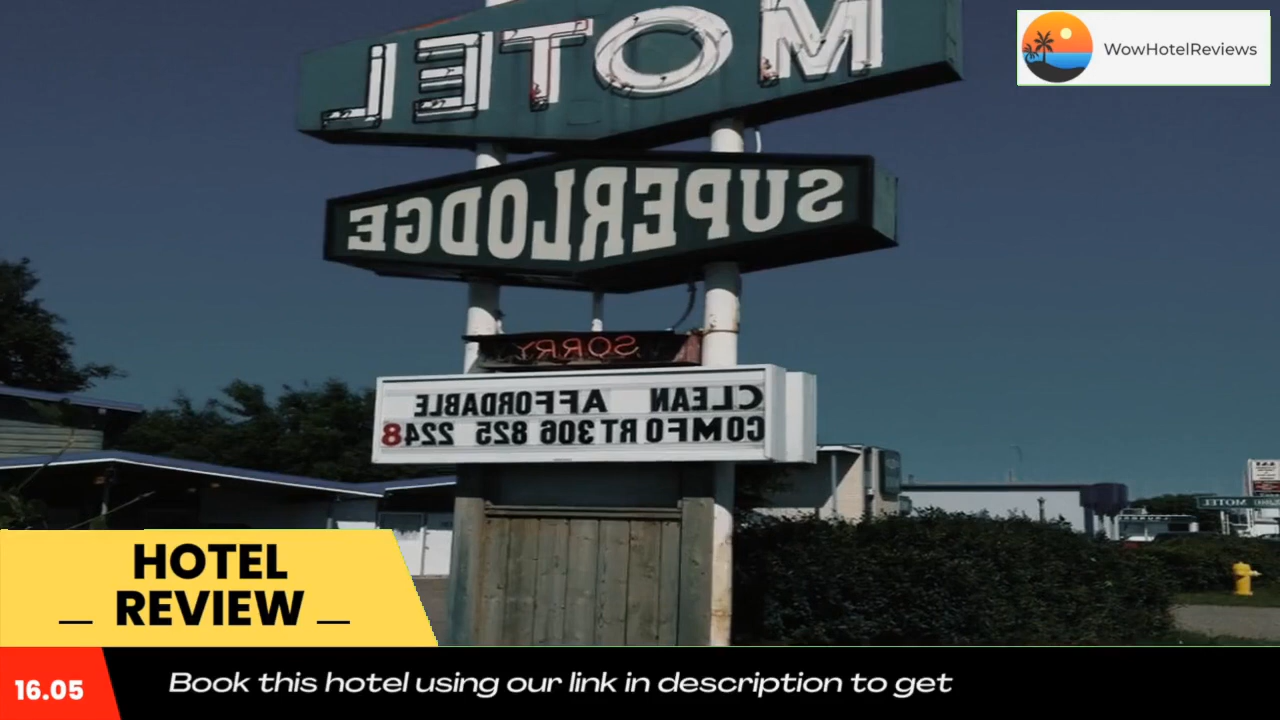 MOTEL
WowHotelReviews
SUPERLODGE
SORRY
CLEAN AFFORDABLE
COMFORT 306 825 2248
MOTEL
HOTEL
REVIEW
16.05
Book this hotel using our link in description to get